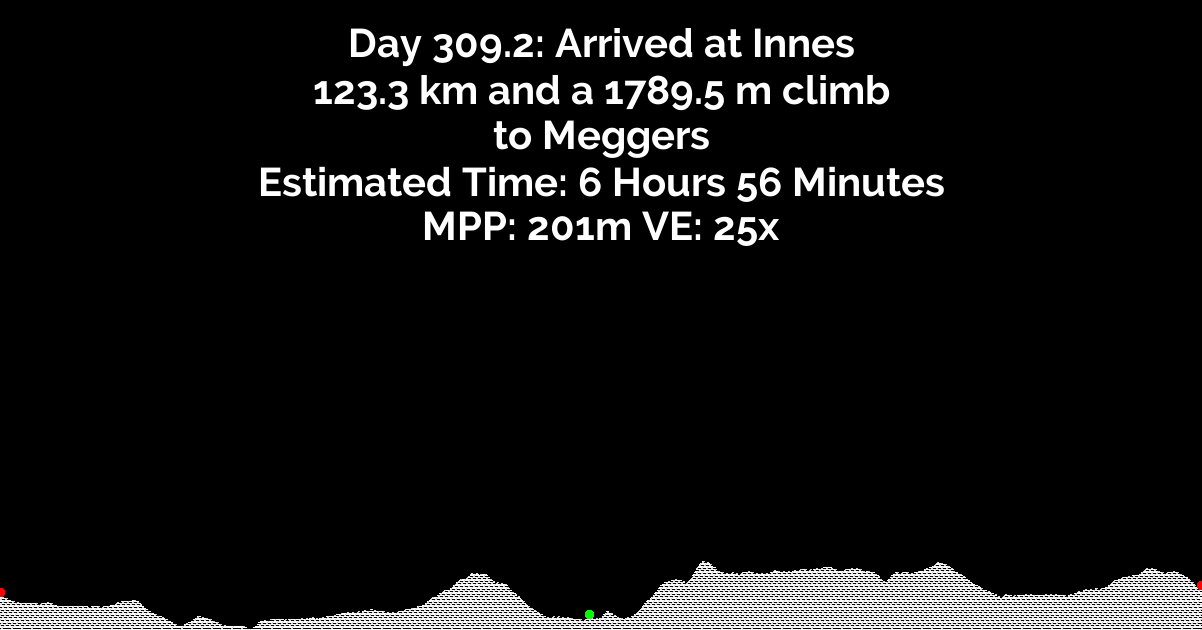 Day 309.2: Arrived at Innes
123.3 km and a 1789.5 m climb
to Meggers
Estimated Time: 6 Hours 56 Minutes
MPP: 201m VE: 25x